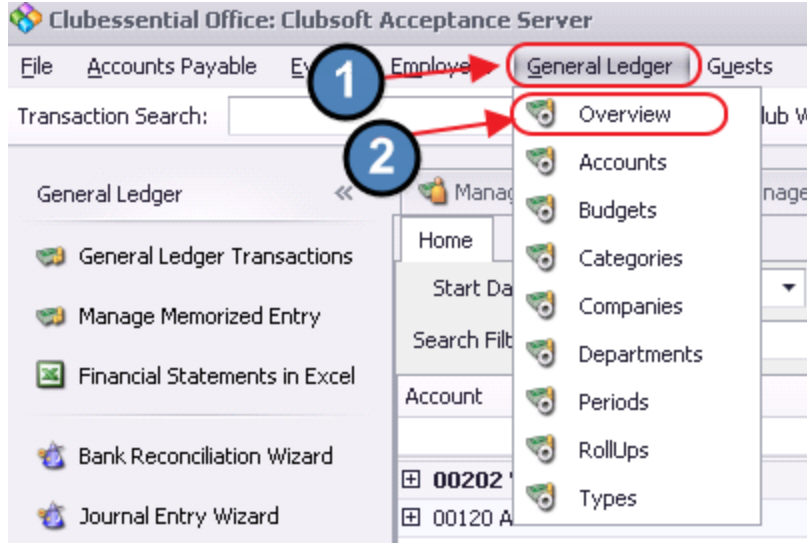 Clubessential Office: Clubsoft Acceptance Server
File Accounts Payable General Ledger Guests
1
Transaction Search:
2
Overview
Accounts
Budgets
Categories
Companies
Departments
Periods
RollUps
Types
General Ledger
General Ledger Transactions
Manage Memorized Entry
Financial Statements in Excel
Bank Reconciliation Wizard
Journal Entry Wizard
Home
Start Da
Search Filt
Account
00202
00120 A